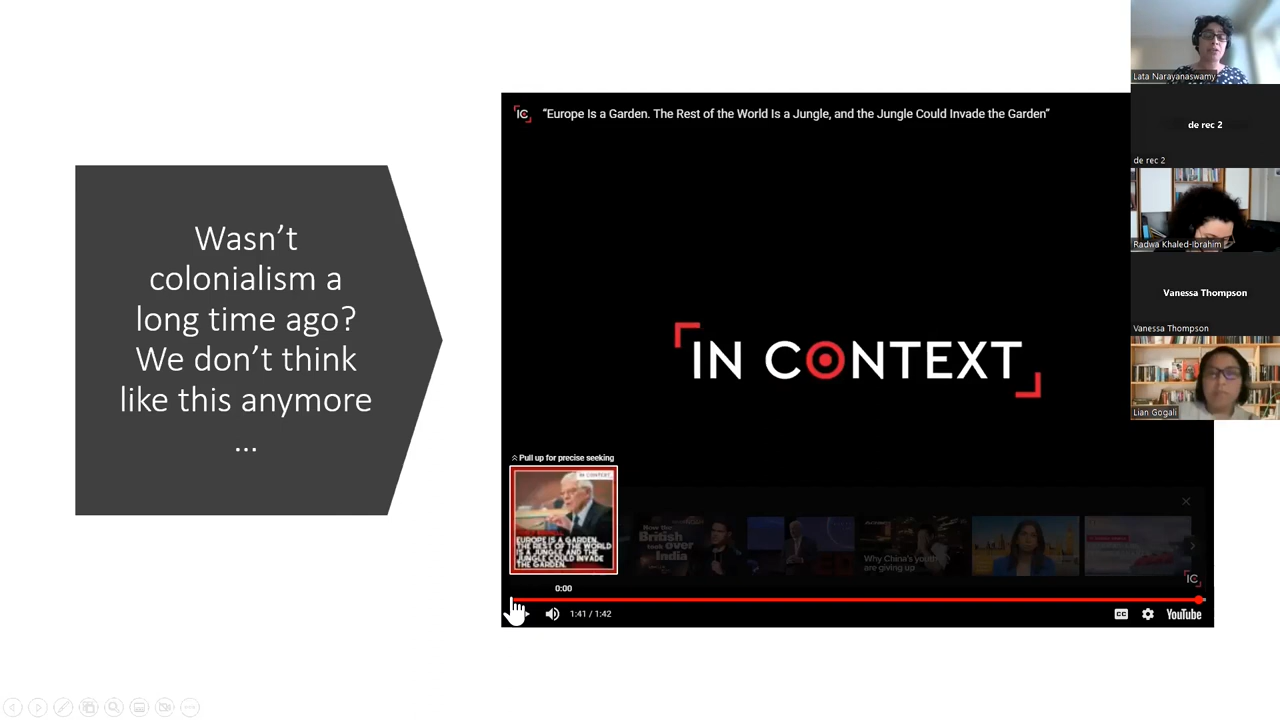 Wasn't
colonialism a
long time ago?
We don't think
like this anymore
...
IC
"Europe Is a Garden. The Rest of the World Is a Jungle, and the Jungle Could Invade the Garden"
IN CONTEXT
Pull up for precise seeking
IN CONTEXT
EUROPE IS A GARDEN.
THE REST OF THE WORLD
IS A JUNGLE, AND THE
JUNGLE COULD INVADE
THE GARDEN.
How the
British
took over
India
Why China's youth
are giving up
IC
0:00
1:41 / 1:42
CC
YouTube
Lata Narayanaswamy
de rec 2
de rec 2
Radwa Khaled-Ibrahim
Vanessa Thompson
Vanessa Thompson
Lian Gogali